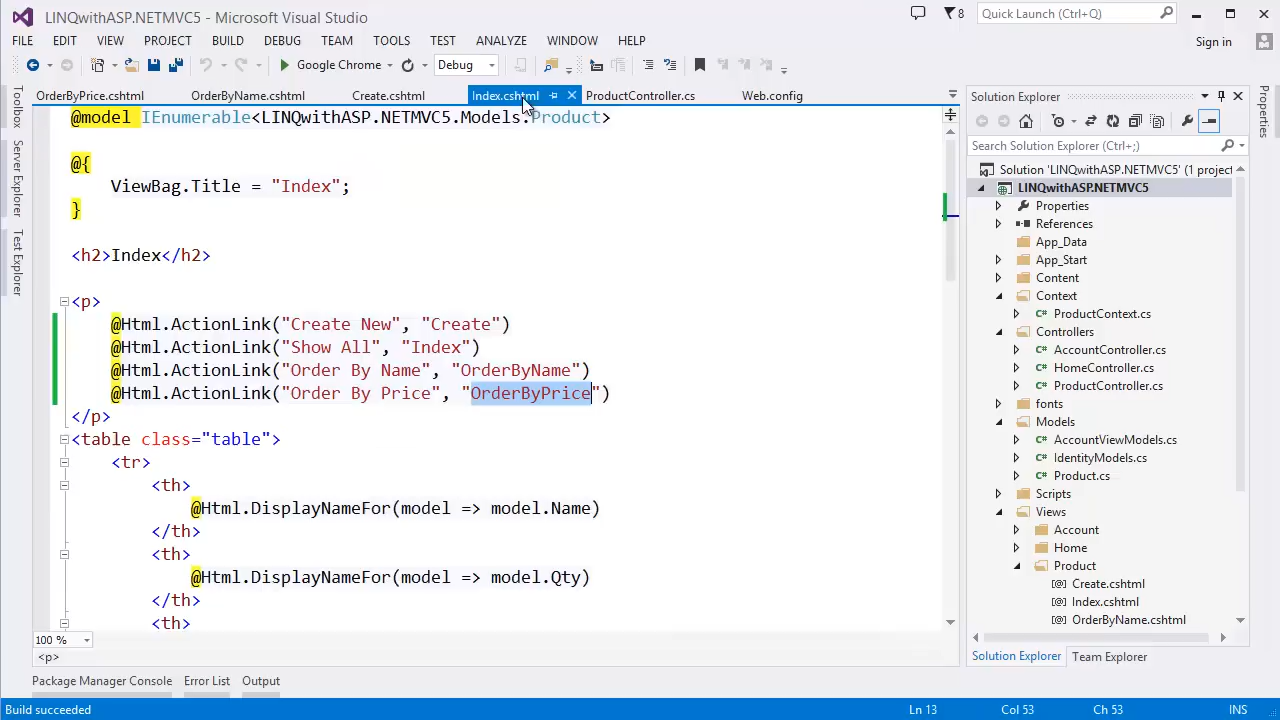 LINQwithASP.NETMVC5 - Microsoft Visual Studio
8
Quick Launch (Ctrl+Q)
FILE EDIT VIEW PROJECT BUILD DEBUG TEAM TOOLS TEST ANALYZE WINDOW HELP
Sign in
Google Chrome Debug
OrderByPrice.cshtml OrderByName.cshtml Create.cshtml Index.cshtml ProductController.cs Web.config
Toolbox
Server Explorer
Test Explorer
@model IEnumerable<LINQwithASP.NETMVC5.Models.Product>
@{
ViewBag.Title = "Index";
}
<h2>Index</h2>
<p>
@Html.ActionLink("Create New", "Create")
@Html.ActionLink("Show All", "Index")
@Html.ActionLink("Order By Name", "OrderByName")
@Html.ActionLink("Order By Price", "OrderByPrice")
</p>
<table class="table">
<tr>
<th>
@Html.DisplayNameFor(model => model.Name)
</th>
<th>
@Html.DisplayNameFor(model => model.Qty)
</th>
<th>
100 %
<p>
Solution Explorer
Search Solution Explorer (Ctrl+;)
Solution 'LINQwithASP.NETMVC5' (1 project
LINQwithASP.NETMVC5
Properties
References
App_Data
App_Start
Content
Context
C# ProductContext.cs
Controllers
C# AccountController.cs
C# HomeController.cs
C# ProductController.cs
fonts
Models
C# AccountViewModels.cs
C# IdentityModels.cs
C# Product.cs
Scripts
Views
Account
Home
Product
[@] Create.cshtml
[@] Index.cshtml
[@] OrderByName.cshtml
Solution Explorer Team Explorer
Properties
Package Manager Console Error List Output
Build succeeded Ln 13 Col 53 Ch 53 INS